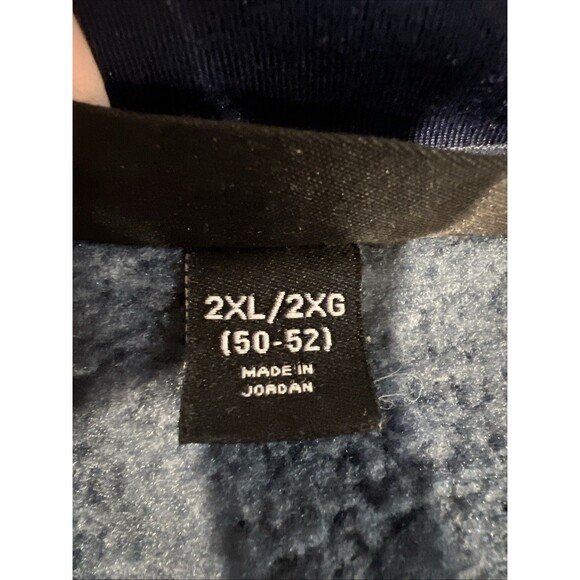 2XL/2XG
(50-52)
MADE IN
JORDAN